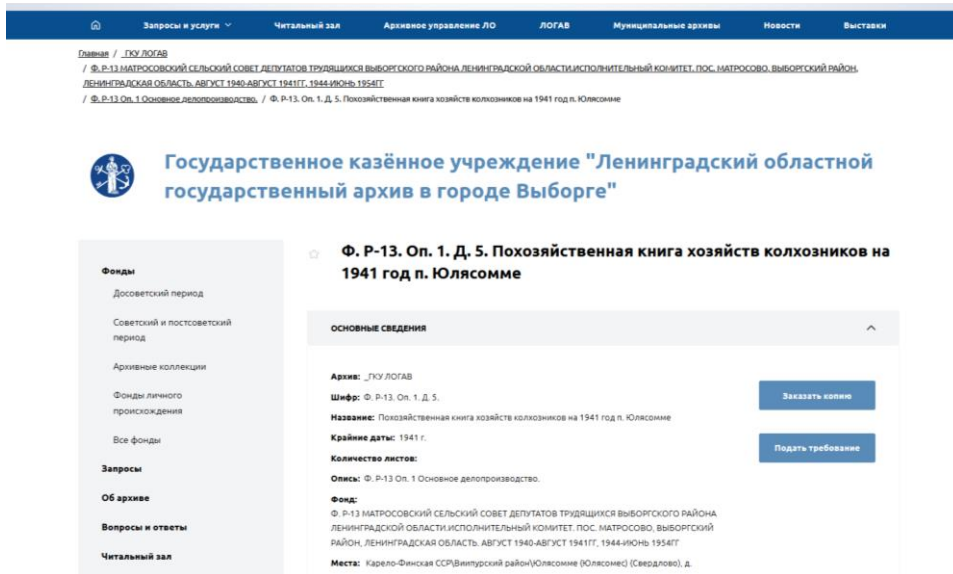 Запросы и услуги
Читальный зал
Архивное управление ЛО
ЛОГАВ
Муниципальные архивы
Новости
Выставки
Главная / _ГКУ ЛОГАВ
/ Ф. Р-13 МАТРОСОВСКИЙ СЕЛЬСКИЙ СОВЕТ ДЕПУТАТОВ ТРУДЯЩИХСЯ ВЫБОРГСКОГО РАЙОНА ЛЕНИНГРАДСКОЙ ОБЛАСТИ.ИСПОЛНИТЕЛЬНЫЙ КОМИТЕТ. ПОС. МАТРОСОВО, ВЫБОРГСКИЙ РАЙОН,
ЛЕНИНГРАДСКАЯ ОБЛАСТЬ. АВГУСТ 1940-АВГУСТ 1941ГГ, 1944-ИЮНЬ 1954ГГ
/ Ф. Р-13 Оп. 1 Основное делопроизводство. / Ф. Р-13. Оп. 1. Д. 5. Похозяйственная книга хозяйств колхозников на 1941 год п. Юлясомме
Государственное казённое учреждение "Ленинградский областной
государственный архив в городе Выборге"
Фонды
Досоветский период
Советский и постсоветский
период
Архивные коллекции
Фонды личного
происхождения
Все фонды
Запросы
Об архиве
Вопросы и ответы
Читальный зал
Ф. Р-13. Оп. 1. Д. 5. Похозяйственная книга хозяйств колхозников на
1941 год п. Юлясомме
ОСНОВНЫЕ СВЕДЕНИЯ
Архив: _ГКУ ЛОГАВ
Шифр: Ф. Р-13. Оп. 1. Д. 5.
Название: Похозяйственная книга хозяйств колхозников на 1941 год п. Юлясомме
Крайние даты: 1941 г.
Количество листов:
Опись: Ф. Р-13 Оп. 1 Основное делопроизводство.
Фонд:
Ф. Р-13 МАТРОСОВСКИЙ СЕЛЬСКИЙ СОВЕТ ДЕПУТАТОВ ТРУДЯЩИХСЯ ВЫБОРГСКОГО РАЙОНА
ЛЕНИНГРАДСКОЙ ОБЛАСТИ.ИСПОЛНИТЕЛЬНЫЙ КОМИТЕТ. ПОС. МАТРОСОВО, ВЫБОРГСКИЙ
РАЙОН, ЛЕНИНГРАДСКАЯ ОБЛАСТЬ. АВГУСТ 1940-АВГУСТ 1941ГГ, 1944-ИЮНЬ 1954ГГ
Места: Карело-Финская ССР\Виипурский район\Юлясомме (Юлясомес) (Свердлово), д.
Заказать копию
Подать требование